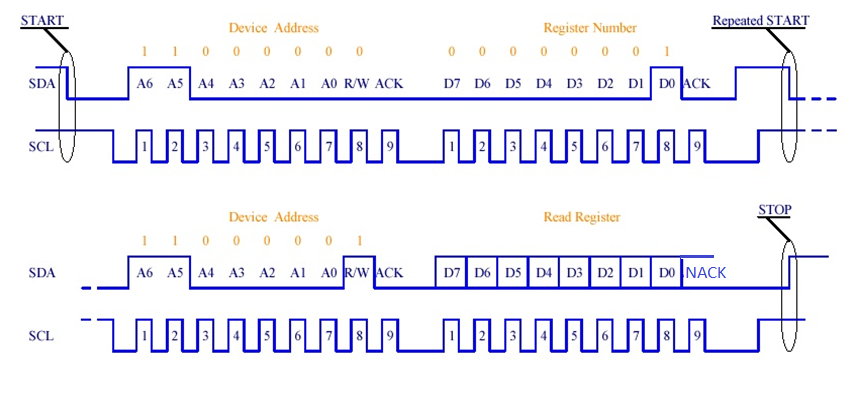 START
Device Address
Register Number
Repeated START
1 1 0 0 0 0 0 0
0 0 0 0 0 0 0 1
SDA A6 A5 A4 A3 A2 A1 A0 R/W ACK D7 D6 D5 D4 D3 D2 D1 D0 ACK
SCL 1 2 3 4 5 6 7 8 9 1 2 3 4 5 6 7 8 9
Device Address
Read Register
STOP
1 1 0 0 0 0 0 1
SDA A6 A5 A4 A3 A2 A1 A0 R/W ACK D7 D6 D5 D4 D3 D2 D1 D0 NACK
SCL 1 2 3 4 5 6 7 8 9 1 2 3 4 5 6 7 8 9